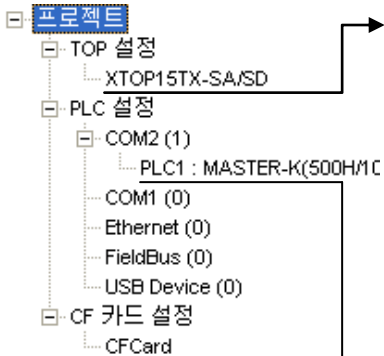 프로젝트
TOP 설정
XTOP15TX-SA/SD
PLC 설정
COM2 (1)
PLC1 : MASTER-K(500H/10
COM1 (0)
Ethernet (0)
FieldBus (0)
USB Device (0)
CF 카드 설정
CFCard